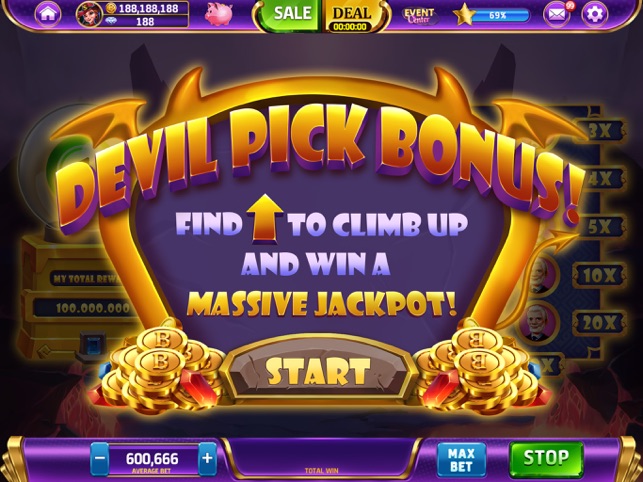 188,188,188
188
SALE
DEAL
00:00:00
EVENT
Center
69%
99
DEVIL PICK BONUS!
FIND TO CLIMB UP
AND WIN A
MASSIVE JACKPOT!
START
3X
4X
5X
10X
20X
MY TOTAL
100.000.000
B
B
600,666
AVERAGE BET
TOTAL WIN
MAX
BET
STOP